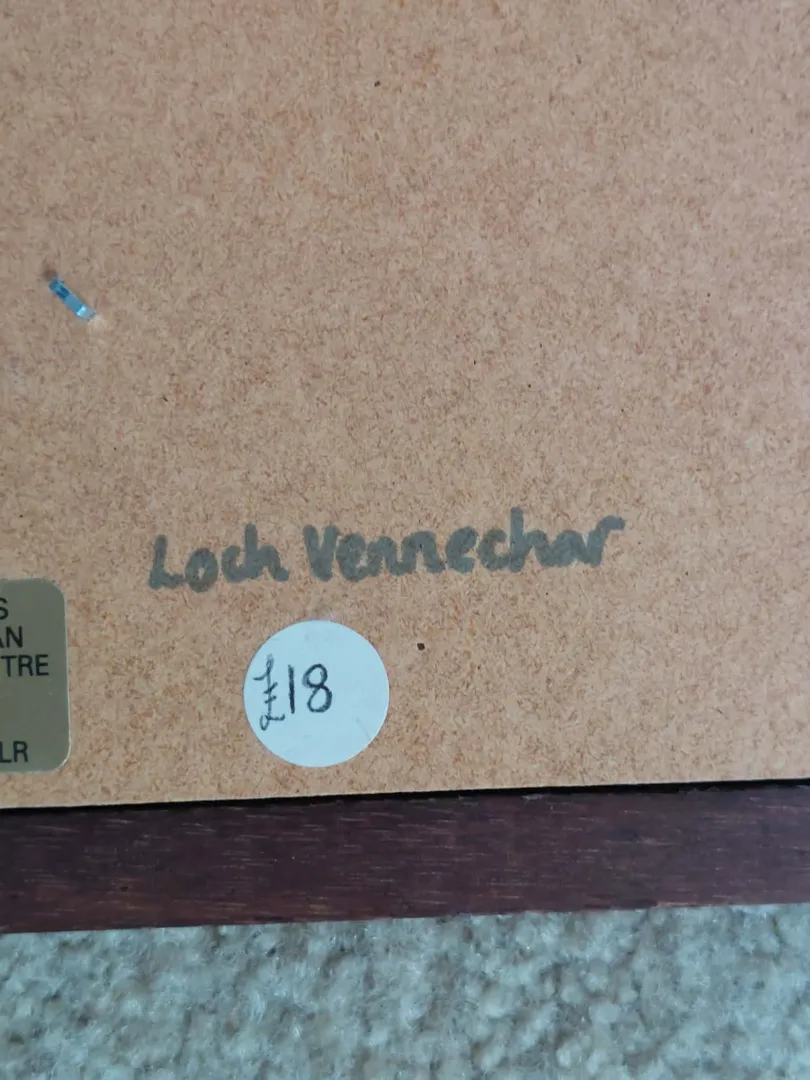 Loch Vennechar
£18
S
AN
TRE
LR